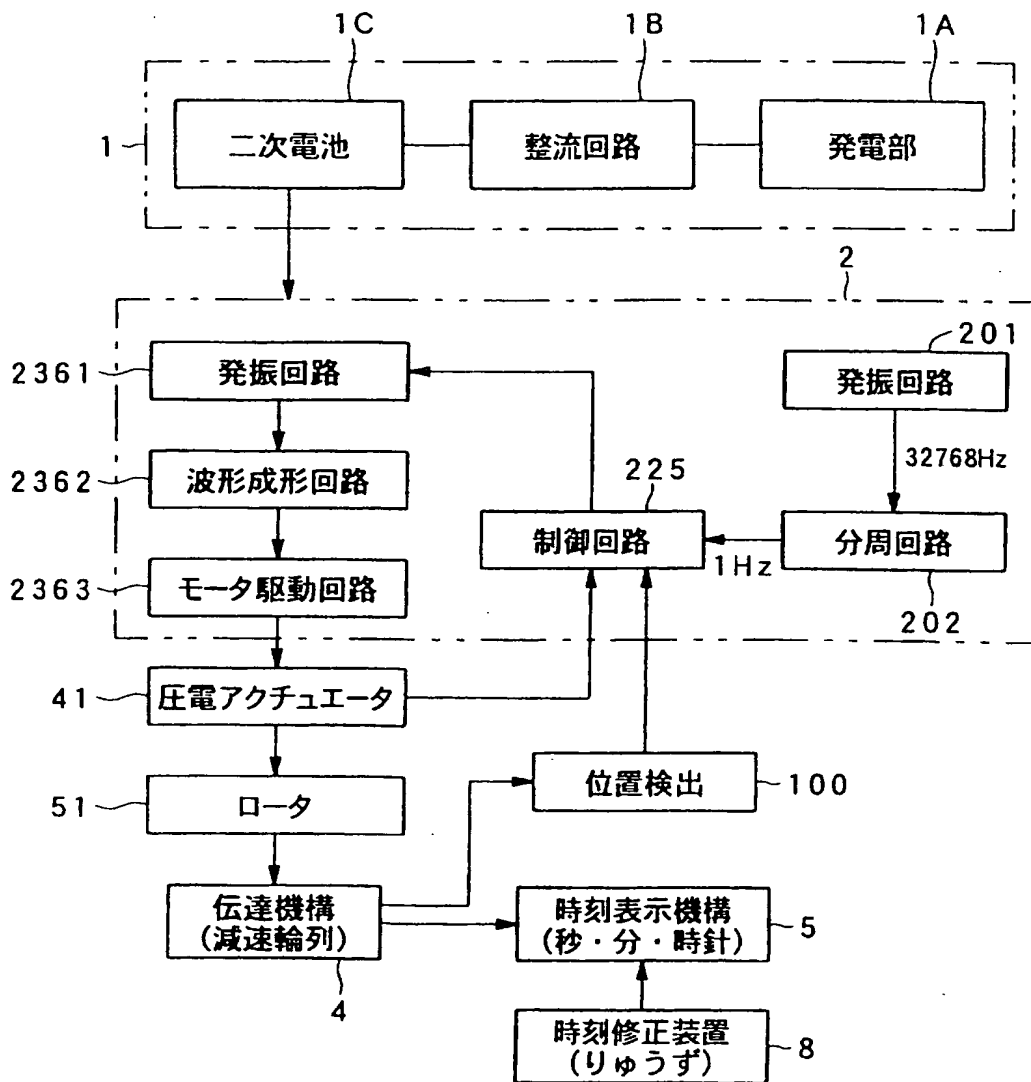 1C
1B
1A
1
二次電池
整流回路
発電部
2
2361
発振回路
201
発振回路
32768Hz
2362
波形成形回路
225
制御回路
1Hz
分周回路
2363
モータ駆動回路
202
41
圧電アクチュエータ
位置検出
100
51
ロータ
伝達機構
(減速輪列)
4
時刻表示機構
(秒・分・時針)
5
時刻修正装置
(りゅうず)
8